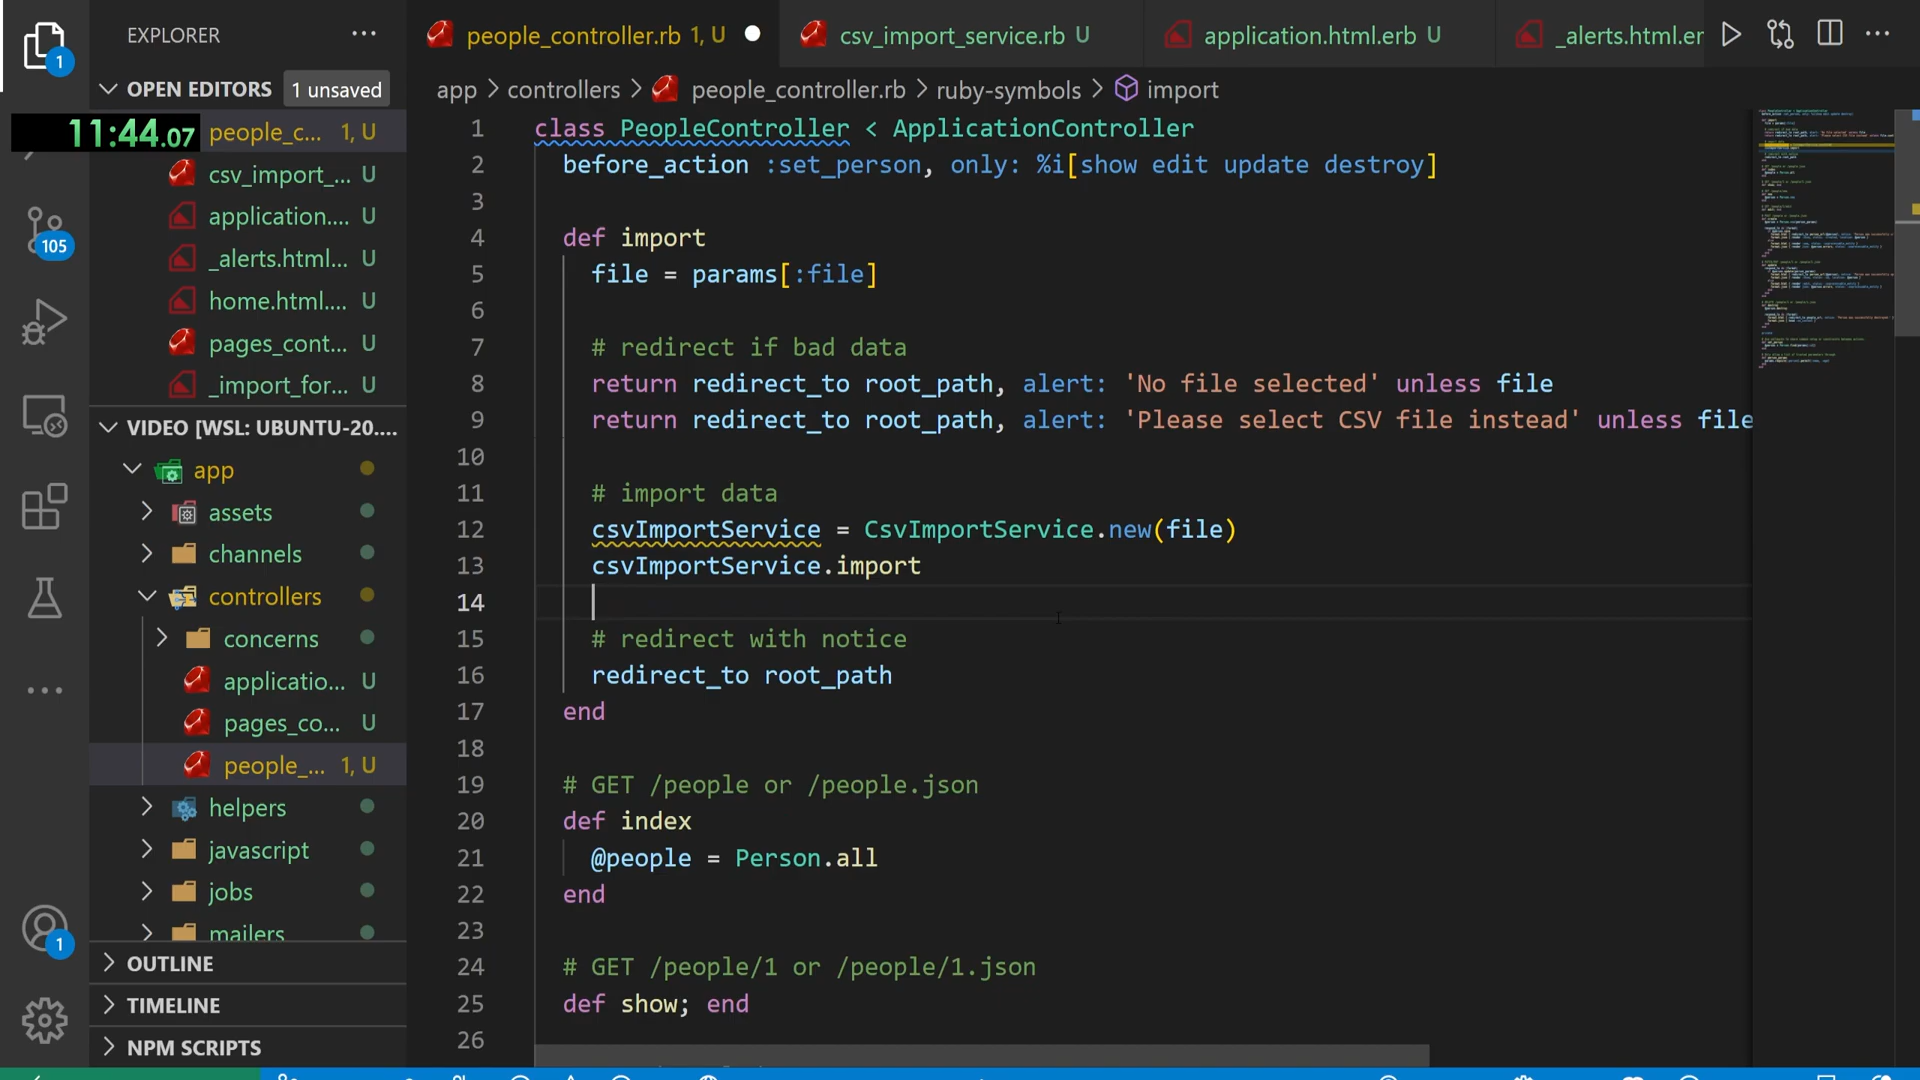 EXPLORER
OPEN EDITORS 1 unsaved
11:44.07
people_c... 1, U
csv_import_... U
application.... U
_alerts.html... U
home.html.... U
pages_cont... U
_import_for... U
VIDEO [WSL: UBUNTU-20....
app
assets
channels
controllers
concerns
applicatio... U
pages_co... U
people_... 1, U
helpers
javascript
jobs
mailers
OUTLINE
TIMELINE
NPM SCRIPTS
1
105
1
people_controller.rb 1, U
csv_import_service.rb U
application.html.erb U
_alerts.html.er
app > controllers > people_controller.rb > ruby-symbols > import
1 class PeopleController < ApplicationController
2 before_action :set_person, only: %i[show edit update destroy]
3
4 def import
5 file = params[:file]
6
7 # redirect if bad data
8 return redirect_to root_path, alert: 'No file selected' unless file
9 return redirect_to root_path, alert: 'Please select CSV file instead' unless file
10
11 # import data
12 csvImportService = CsvImportService.new(file)
13 csvImportService.import
14
15 # redirect with notice
16 redirect_to root_path
17 end
18
19 # GET /people or /people.json
20 def index
21 @people = Person.all
22 end
23
24 # GET /people/1 or /people/1.json
25 def show; end
26